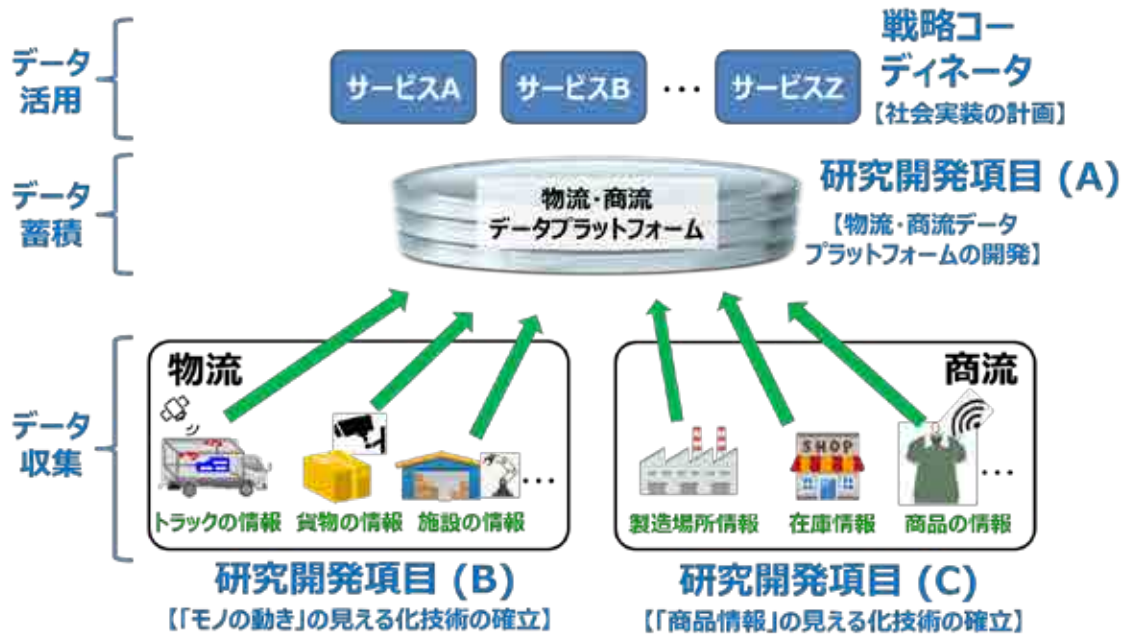 データ
活用
サービスA
サービスB
・・・
サービスZ
戦略コー
ディネータ
【社会実装の計画】
データ
蓄積
物流・商流
データプラットフォーム
研究開発項目 (A)
【物流・商流データ
プラットフォームの開発】
データ
収集
物流
トラックの情報
貨物の情報
施設の情報
・・・
商流
SHOP
製造場所情報
在庫情報
商品の情報
・・・
研究開発項目 (B)
【「モノの動き」の見える化技術の確立】
研究開発項目 (C)
【「商品情報」の見える化技術の確立】